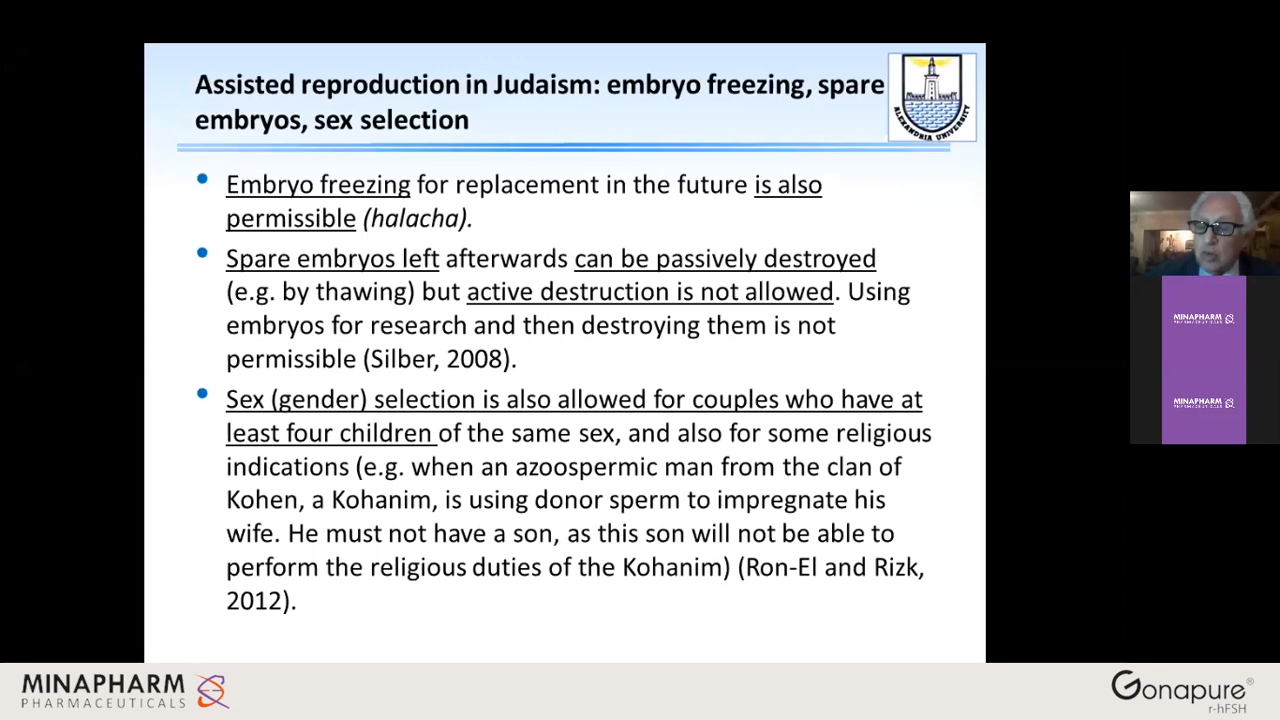 Assisted reproduction in Judaism: embryo freezing, spare
embryos, sex selection
ALEXANDRIA UNIVERSITY
• Embryo freezing for replacement in the future is also
permissible (halacha).
• Spare embryos left afterwards can be passively destroyed
(e.g. by thawing) but active destruction is not allowed. Using
embryos for research and then destroying them is not
permissible (Silber, 2008).
• Sex (gender) selection is also allowed for couples who have at
least four children of the same sex, and also for some religious
indications (e.g. when an azoospermic man from the clan of
Kohen, a Kohanim, is using donor sperm to impregnate his
wife. He must not have a son, as this son will not be able to
perform the religious duties of the Kohanim) (Ron-El and Rizk,
2012).
MINAPHARM
PHARMACEUTICALS
MINAPHARM
PHARMACEUTICALS
MINAPHARM
PHARMACEUTICALS
Gonapure®
r-hFSH